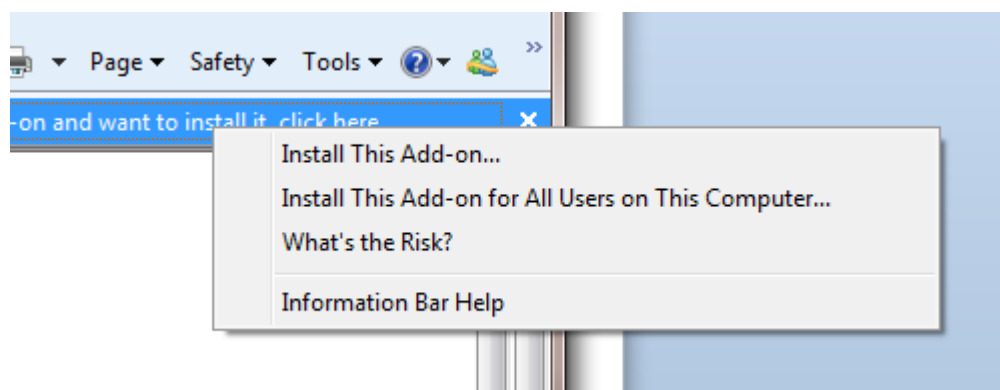 Page Safety Tools
-on and want to install it, click here
Install This Add-on...
Install This Add-on for All Users on This Computer...
What's the Risk?
Information Bar Help